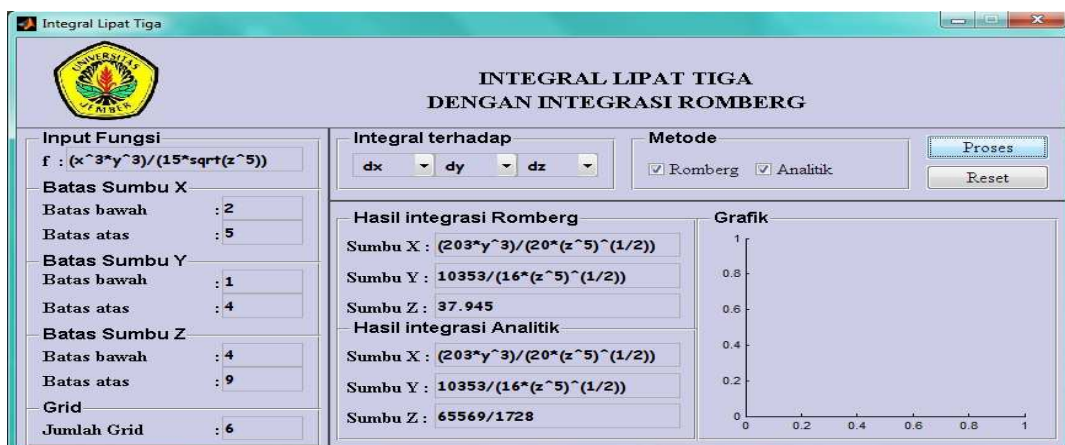 Integral Lipat Tiga
UNIVERSITAS
JEMBER
INTEGRAL LIPAT TIGA
DENGAN INTEGRASI ROMBERG
Input Fungsi
f : (x^3*y^3)/(15*sqrt(z^5))
Batas Sumbu X
Batas bawah : 2
Batas atas : 5
Batas Sumbu Y
Batas bawah : 1
Batas atas : 4
Batas Sumbu Z
Batas bawah : 4
Batas atas : 9
Grid
Jumlah Grid : 6
Integral terhadap
dx dy dz
Metode
Romberg Analitik
Proses
Reset
Hasil integrasi Romberg
Sumbu X : (203*y^3)/(20*(z^5)^(1/2))
Sumbu Y : 10353/(16*(z^5)^(1/2))
Sumbu Z : 37.945
Hasil integrasi Analitik
Sumbu X : (203*y^3)/(20*(z^5)^(1/2))
Sumbu Y : 10353/(16*(z^5)^(1/2))
Sumbu Z : 65569/1728
Grafik
1
0.8
0.6
0.4
0.2
0
0 0.2 0.4 0.6 0.8 1